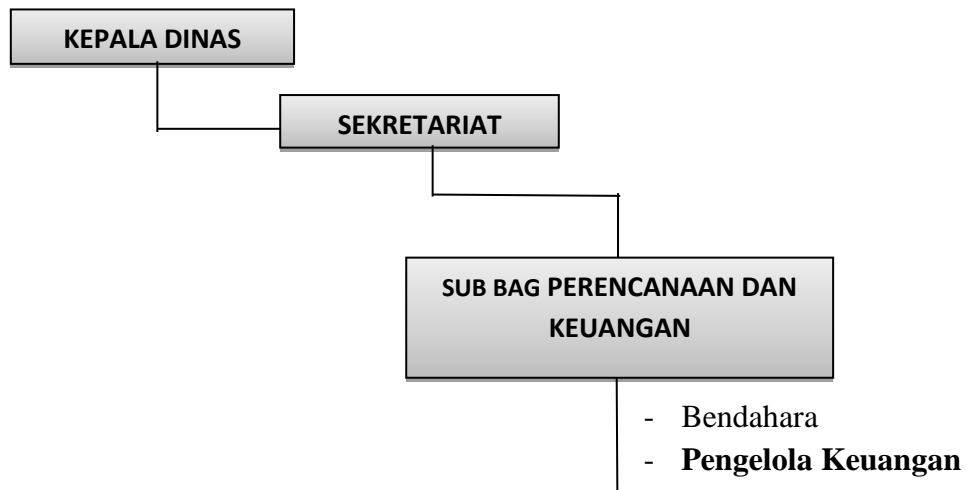 KEPALA DINAS
SEKRETARIAT
SUB BAG PERENCANAAN DAN
KEUANGAN
- Bendahara
- Pengelola Keuangan